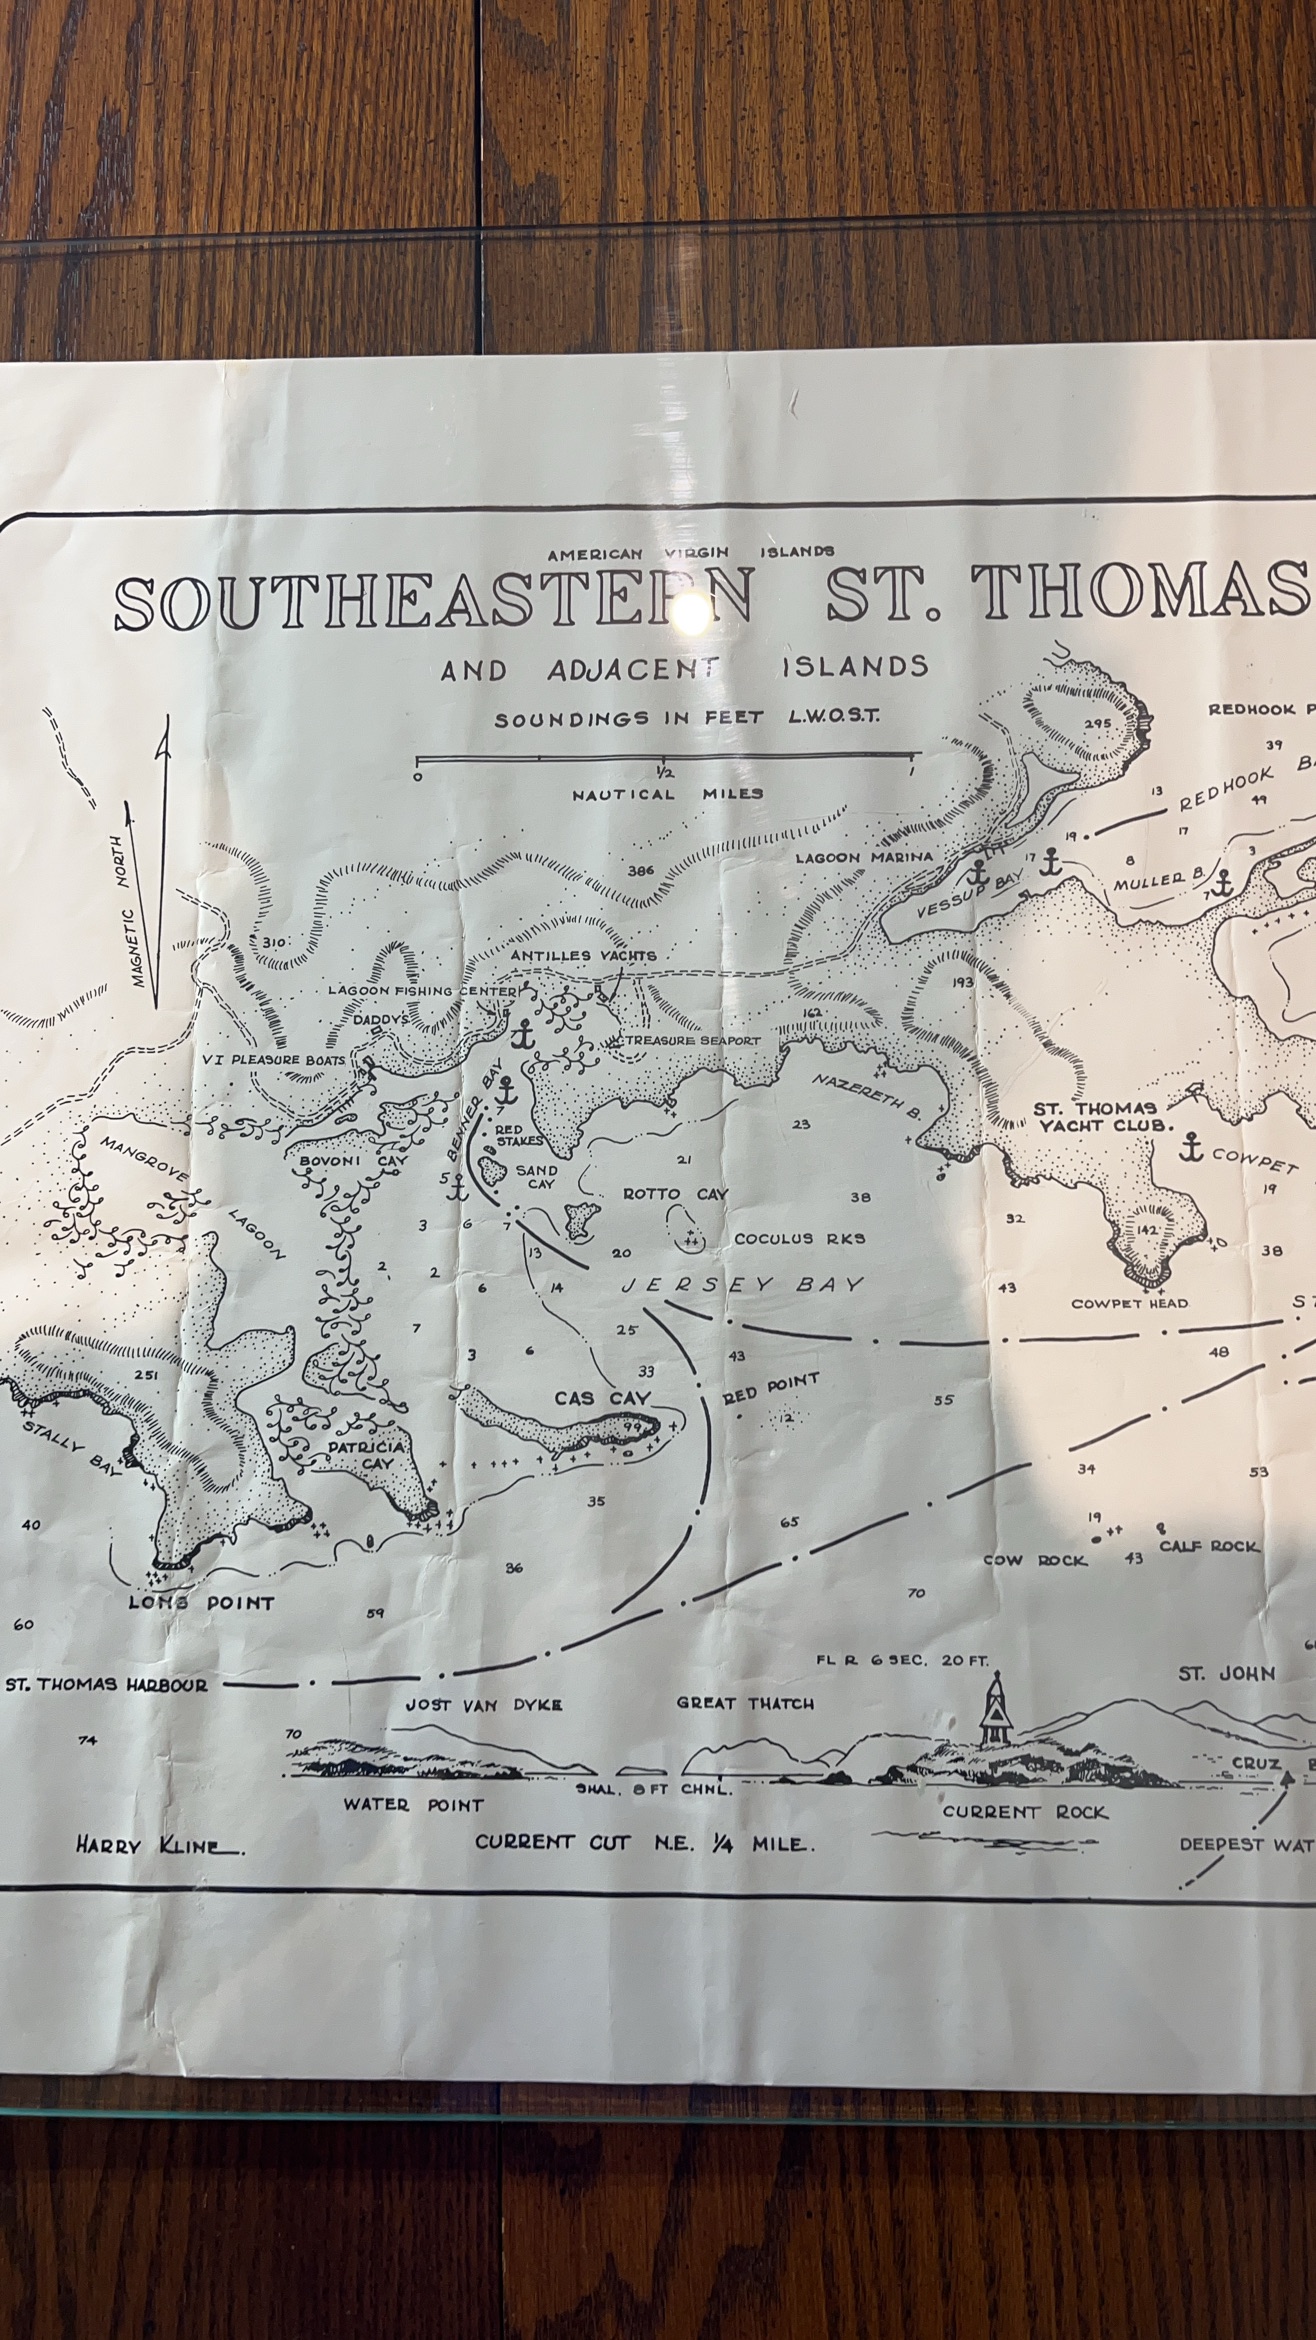 AMERICAN VIRGIN ISLANDS
SOUTHEASTERN ST. THOMAS
AND ADJACENT ISLANDS
SOUNDINGS IN FEET L.W.O.S.T.
0 1/2 1
NAUTICAL MILES
MAGNETIC NORTH
295
REDHOOK
39
REDHOOK
49
13
17
19
17
8
3
7
MULLER B.
LAGOON MARINA
VESSUP BAY
386
310
ANTILLES YACHTS
LAGOON FISHING CENTER
DADDY'S
VI PLEASURE BOATS
TREASURE SEAPORT
162
193
NAZERETH B.
ST. THOMAS
YACHT CLUB.
COWPET
19
38
142
COWPET HEAD
MANGROVE
LAGOON
BOVONI CAY
BENNER BAY
7
RED
STAKES
SAND
CAY
5
23
21
ROTTO CAY
38
32
COCULUS RKS
3
6
7
13
20
2
2
6
14
JERSEY BAY
43
7
25
3
6
33
43
48
CAS CAY
99
RED POINT
12
55
251
STALLY BAY
PATRICIA
CAY
34
53
35
65
19
COW ROCK
43
8
CALF ROCK
40
36
70
LONG POINT
59
60
ST. THOMAS HARBOUR
FL R 6 SEC. 20 FT.
ST. JOHN
JOST VAN DYKE
GREAT THATCH
74
70
CRUZ
SHAL. 8 FT CHNL.
WATER POINT
CURRENT ROCK
HARRY KLINE.
CURRENT CUT N.E. 1/4 MILE.
DEEPEST WAT